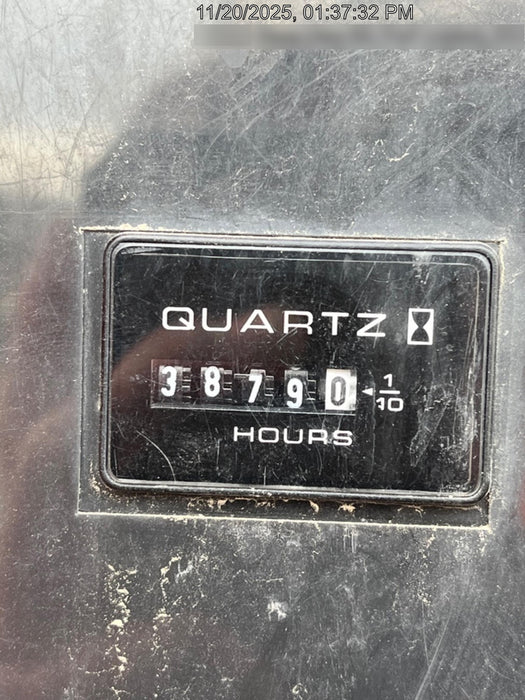 11/20/2025, 01:37:32 PM
QUARTZ
38790 1/10
HOURS